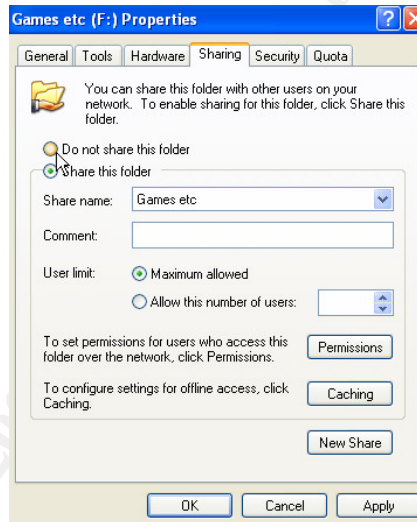 Games etc (F:) Properties
General Tools Hardware Sharing Security Quota
You can share this folder with other users on your
network. To enable sharing for this folder, click Share this
folder.
Do not share this folder
Share this folder
Share name: Games etc
Comment:
User limit: Maximum allowed
Allow this number of users:
To set permissions for users who access this
folder over the network, click Permissions.
Permissions
To configure settings for offline access, click
Caching.
Caching
New Share
OK Cancel Apply